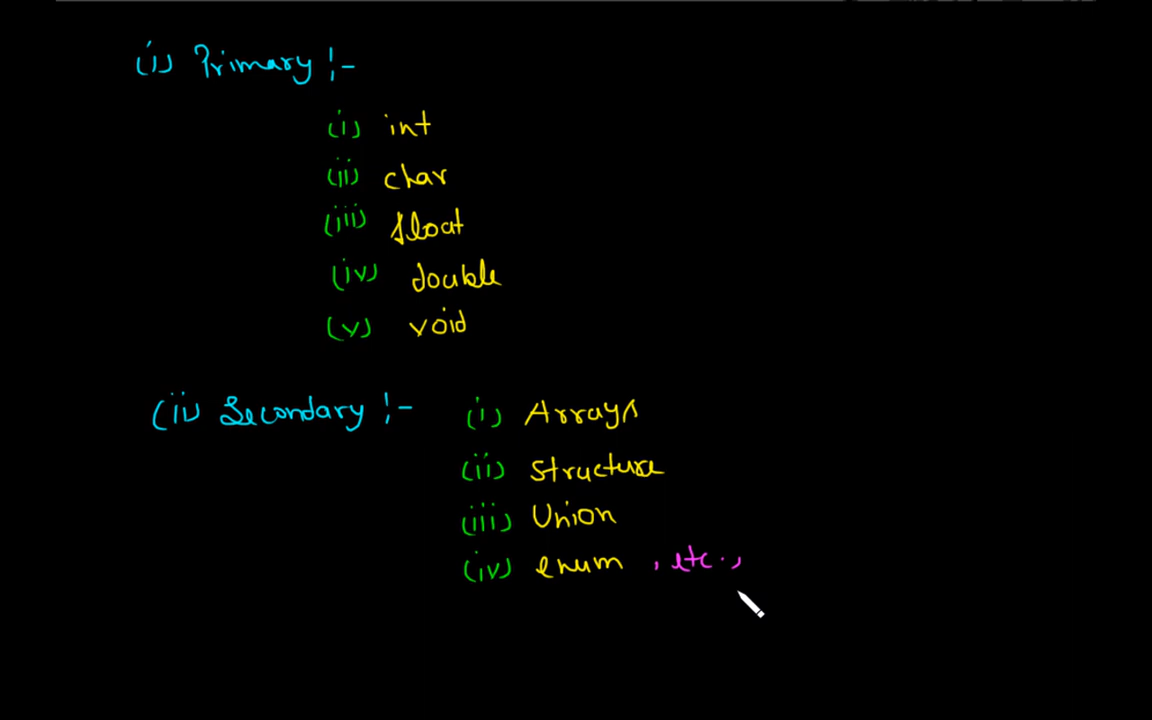 (i) Primary :-
(i) int
(ii) char
(iii) float
(iv) double
(v) void
(ii) Secondary :- (i) Arrays
(ii) Structure
(iii) Union
(iv) enum , etc.,